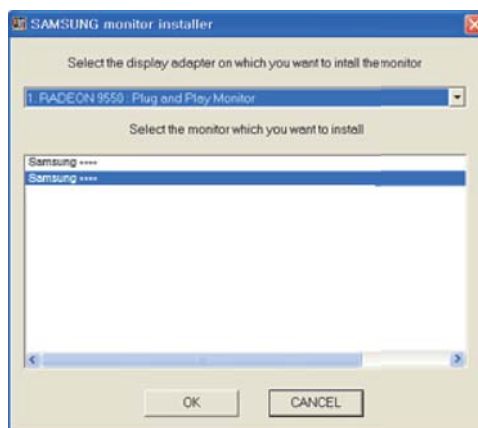 SAMSUNG monitor installer
Select the display adapter on which you want to intall the monitor
1. RADEON 9550 : Plug and Play Monitor
Select the monitor which you want to install
Samsung ****
Samsung ****
OK
CANCEL